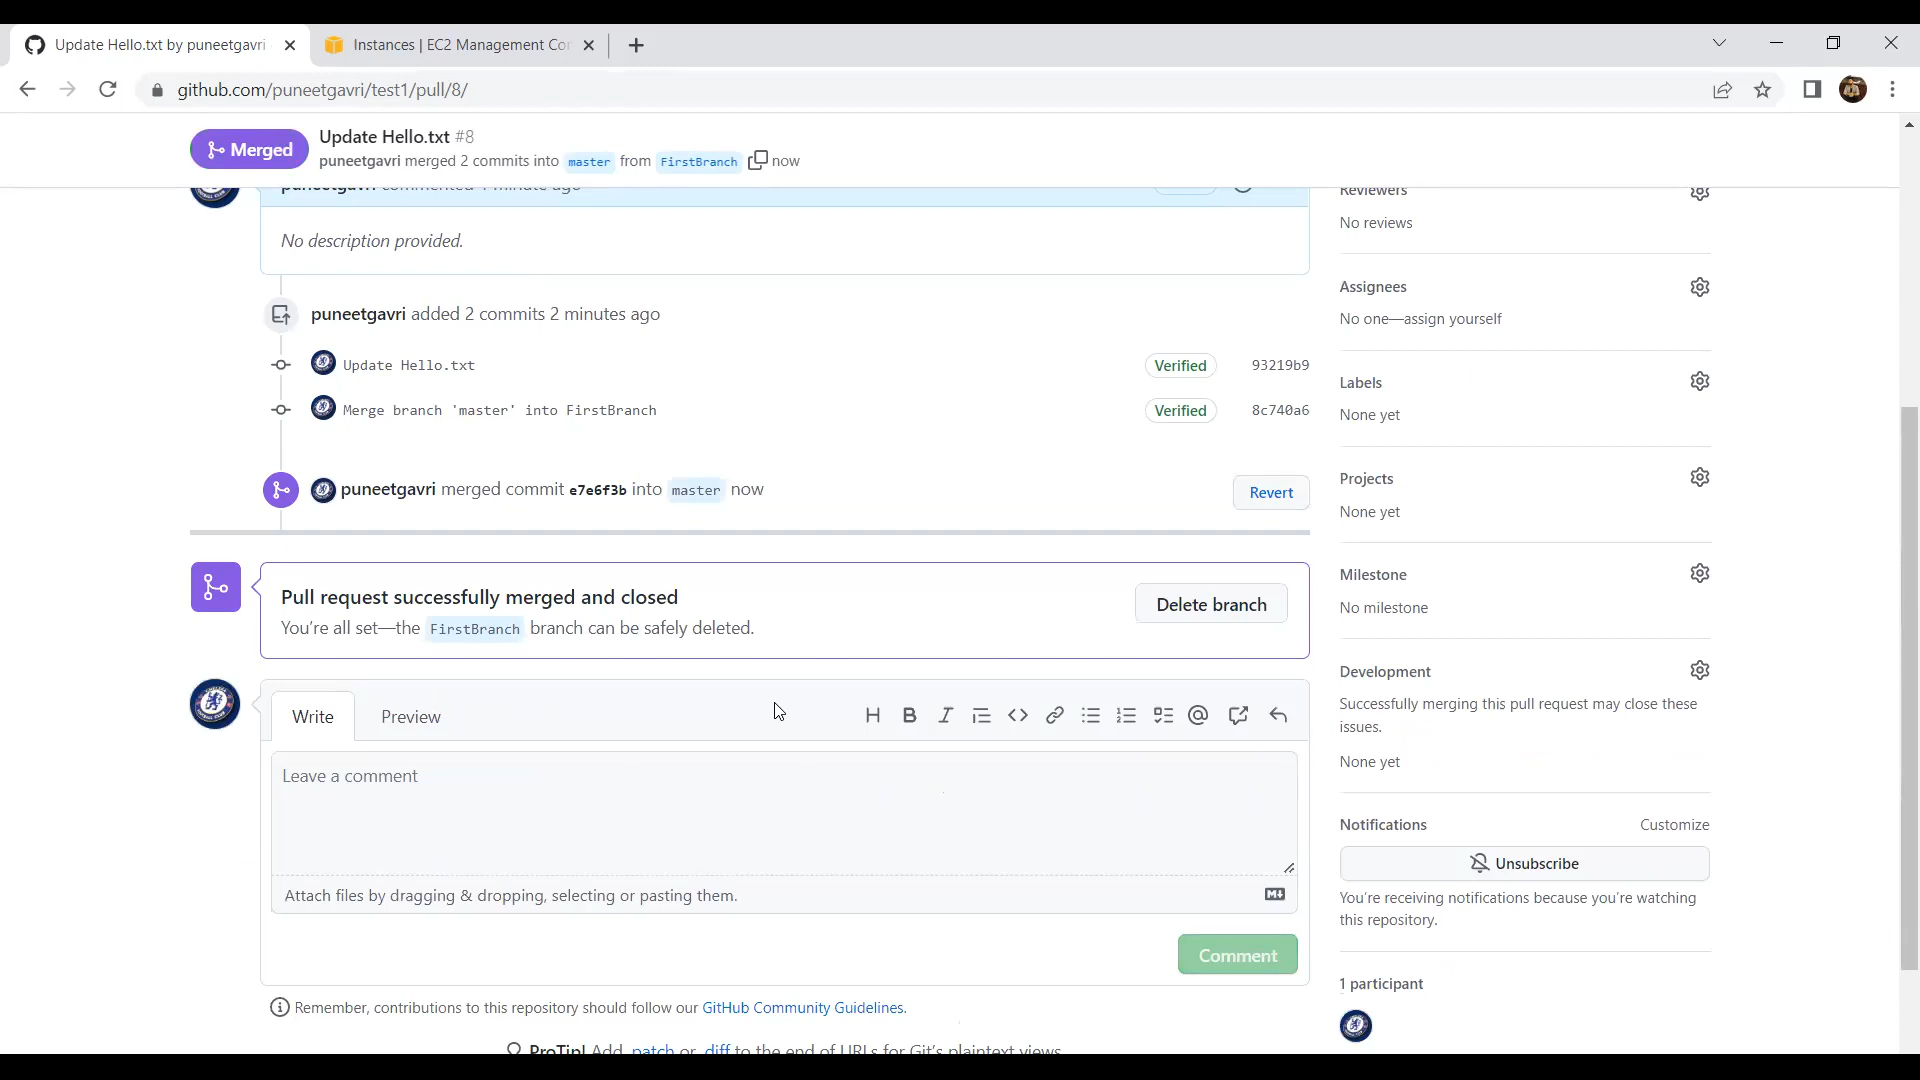 Update Hello.txt by puneetgavri
Instances | EC2 Management Co
github.com/puneetgavri/test1/pull/8/
Merged
Update Hello.txt #8
puneetgavri merged 2 commits into master from FirstBranch now
puneetgavri commented 1 minute ago
No description provided.
puneetgavri added 2 commits 2 minutes ago
Update Hello.txt Verified 93219b9
Merge branch 'master' into FirstBranch Verified 8c740a6
puneetgavri merged commit e7e6f3b into master now
Revert
Pull request successfully merged and closed
You're all set—the FirstBranch branch can be safely deleted.
Delete branch
Write Preview
Leave a comment
Attach files by dragging & dropping, selecting or pasting them.
Comment
Remember, contributions to this repository should follow our GitHub Community Guidelines.
ProTip! Add .patch or .diff to the end of URLs for Git's plaintext views.
Reviewers
No reviews
Assignees
No one—assign yourself
Labels
None yet
Projects
None yet
Milestone
No milestone
Development
Successfully merging this pull request may close these
issues.
None yet
Notifications Customize
Unsubscribe
You're receiving notifications because you're watching
this repository.
1 participant